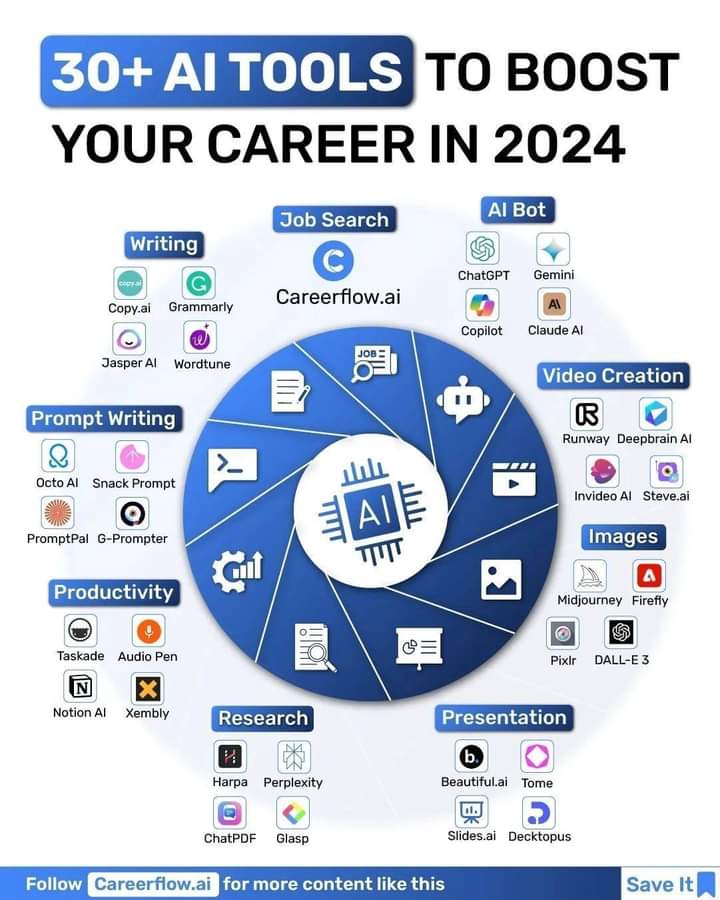 30+ AI TOOLS TO BOOST
YOUR CAREER IN 2024
Job Search
Careerflow.ai
AI Bot
ChatGPT Gemini
Copilot Claude AI
Writing
copy.ai
Copy.ai Grammarly
Jasper AI Wordtune
Video Creation
Runway Deepbrain AI
Invideo AI Steve.ai
Prompt Writing
Octo AI Snack Prompt
PromptPal G-Prompter
Images
Midjourney Firefly
Pixlr DALL-E 3
Productivity
Taskade Audio Pen
Notion AI Xembly
JOB
AI
Research
Harpa Perplexity
ChatPDF Glasp
Presentation
b.
Beautiful.ai Tome
Slides.ai Decktopus
Follow Careerflow.ai for more content like this
Save It